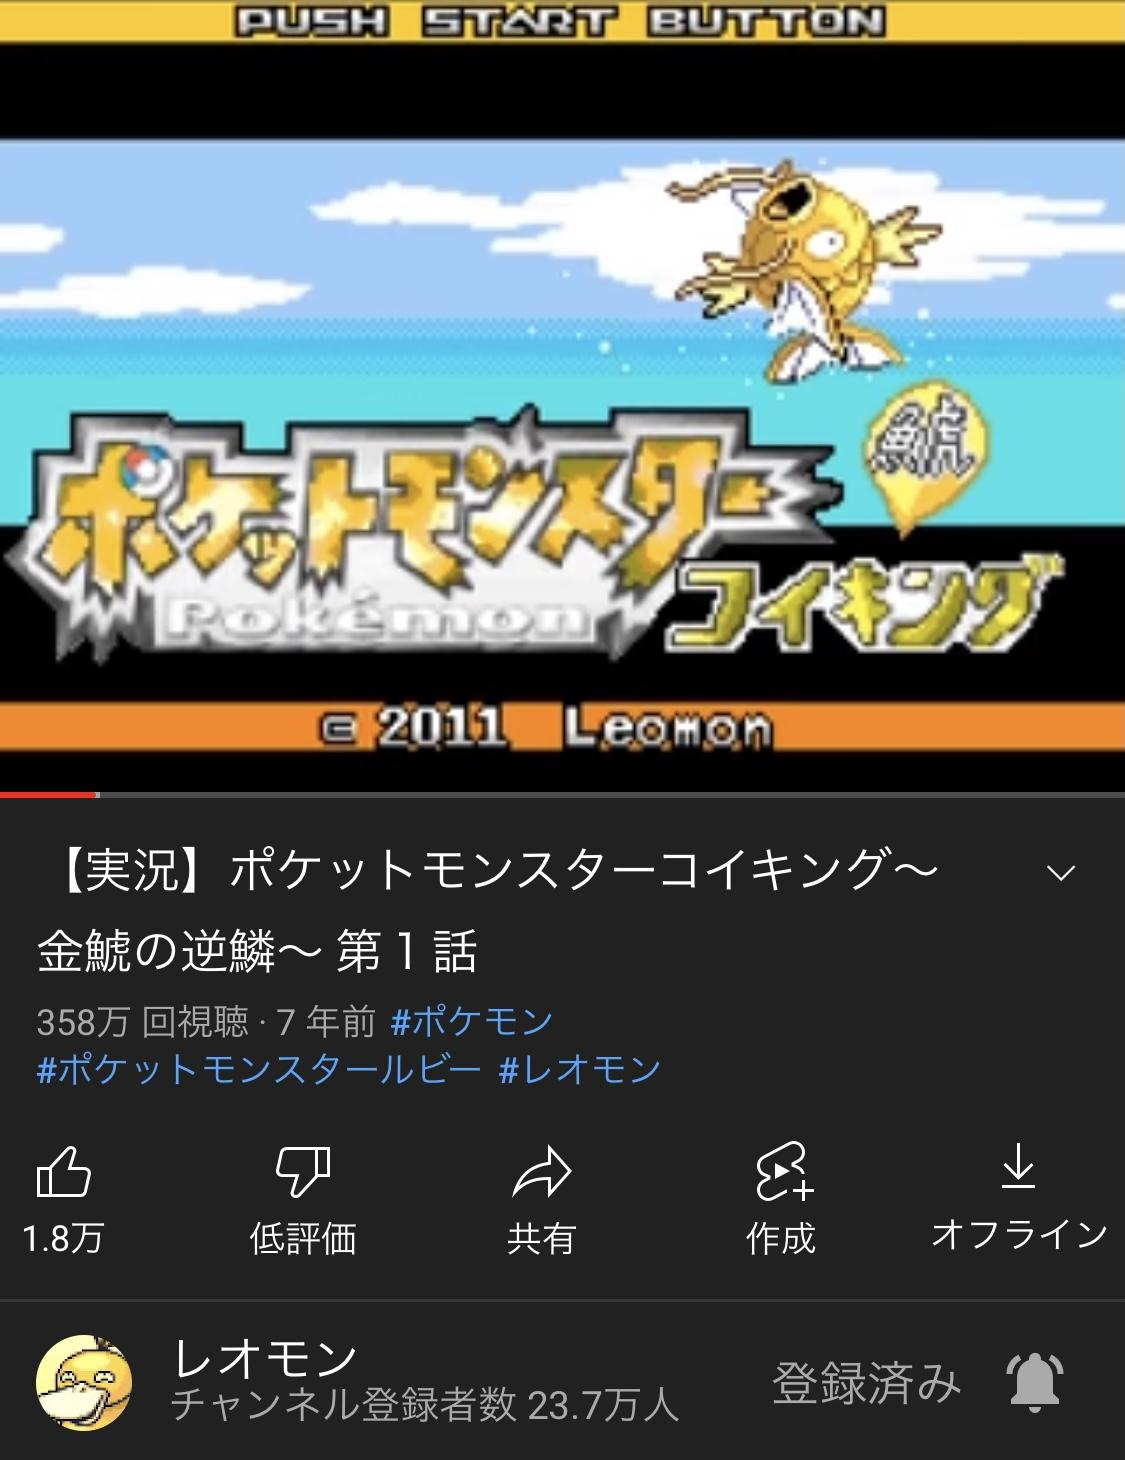 PUSH START BUTTON
鯱
ポケットモンスター
Pokémon
コイキング
© 2011 Leomon
【実況】ポケットモンスターコイキング〜
金鯱の逆鱗〜 第1話
358万 回視聴 · 7 年前 #ポケモン
#ポケットモンスタールビー #レオモン
1.8万 低評価 共有 作成 オフライン
レオモン
チャンネル登録者数 23.7万人
登録済み